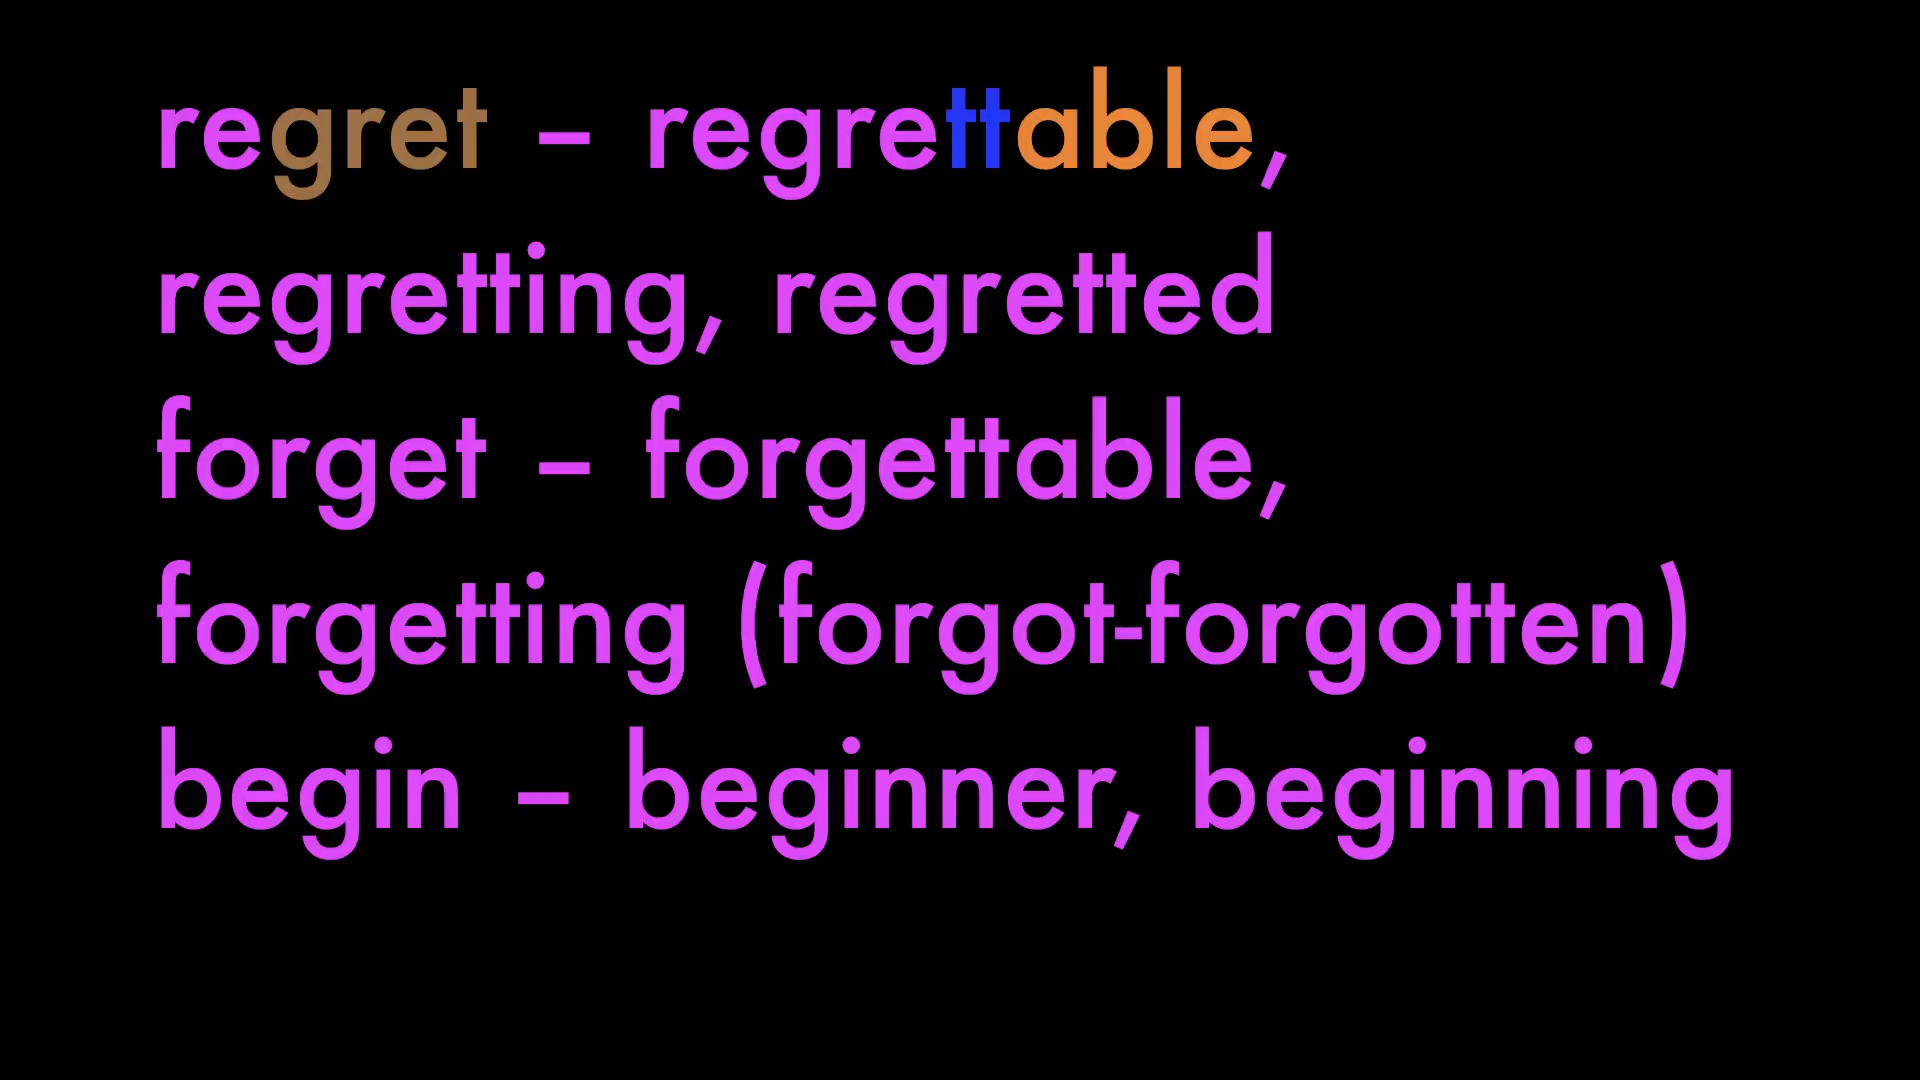 regret – regrettable,
regretting, regretted
forget – forgettable,
forgetting (forgot-forgotten)
begin – beginner, beginning